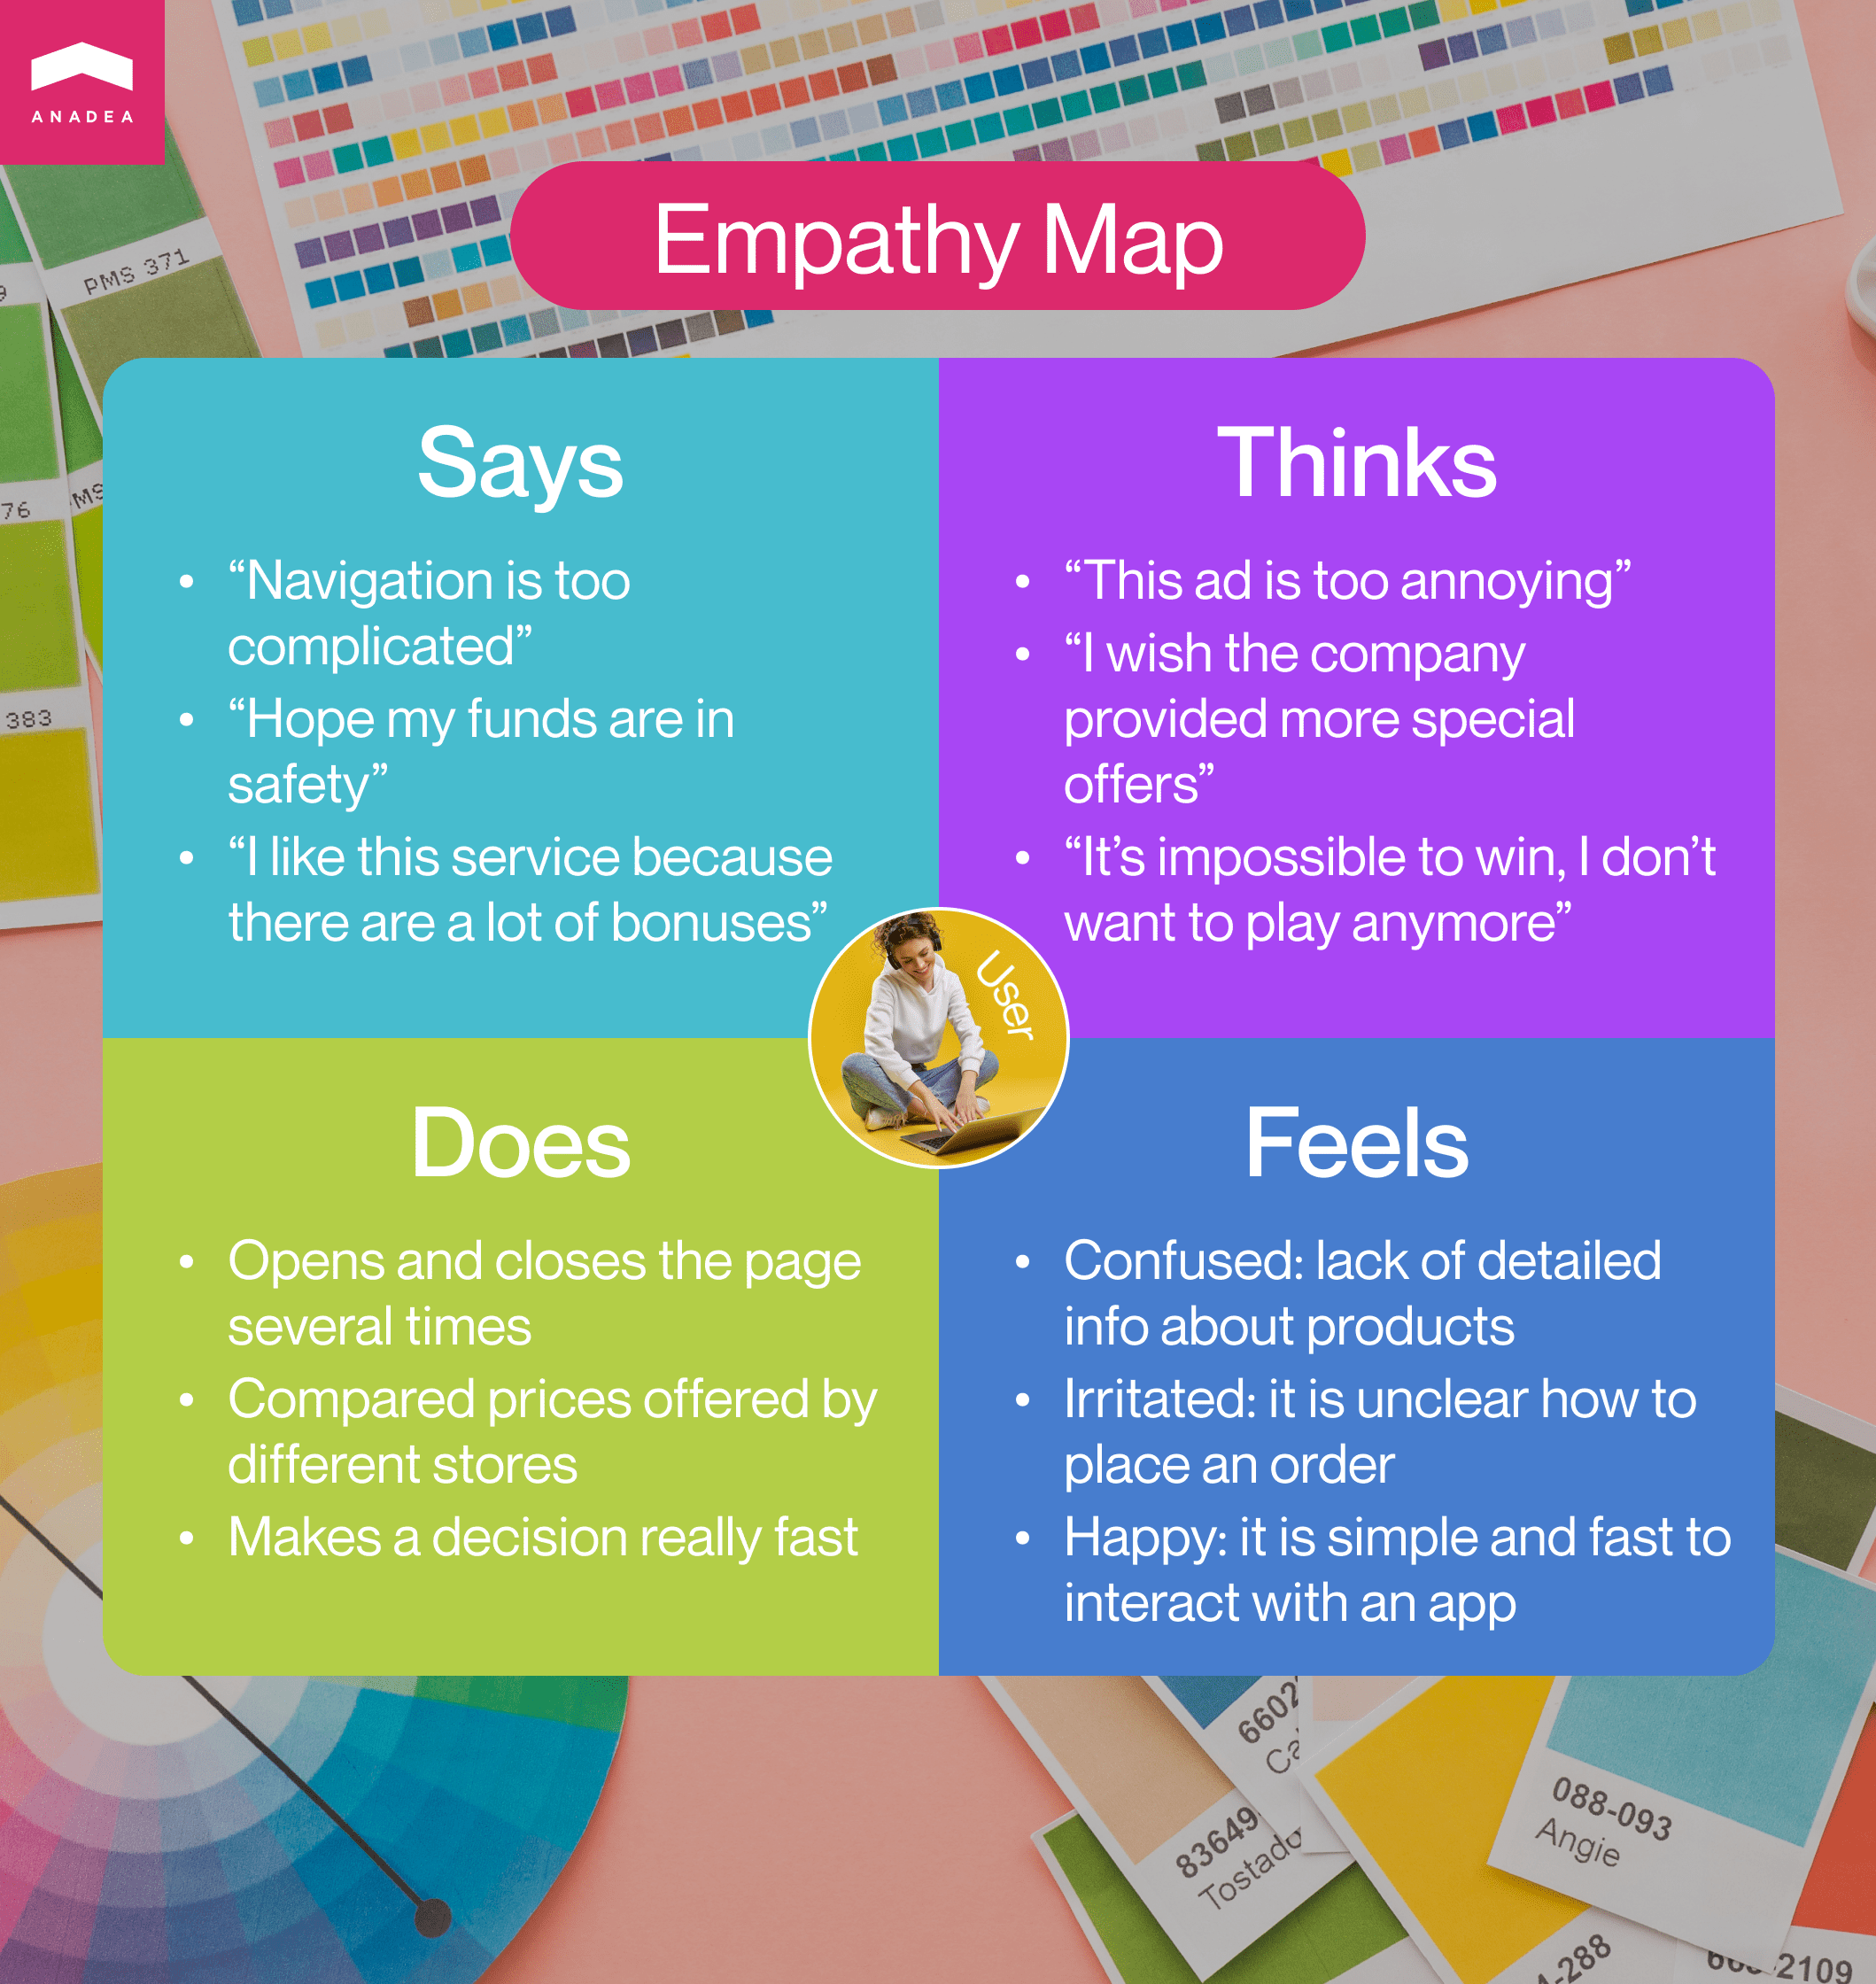 ANADEA
PMS 371
76
383
Empathy Map
Says
• “Navigation is too
complicated”
• “Hope my funds are in
safety”
• “I like this service because
there are a lot of bonuses”
Thinks
• “This ad is too annoying”
• “I wish the company
provided more special
offers”
• “It’s impossible to win, I don’t
want to play anymore”
User
Does
• Opens and closes the page
several times
• Compared prices offered by
different stores
• Makes a decision really fast
Feels
• Confused: lack of detailed
info about products
• Irritated: it is unclear how to
place an order
• Happy: it is simple and fast to
interact with an app
6602
83649
Tostado
088-093
Angie
-288
2109